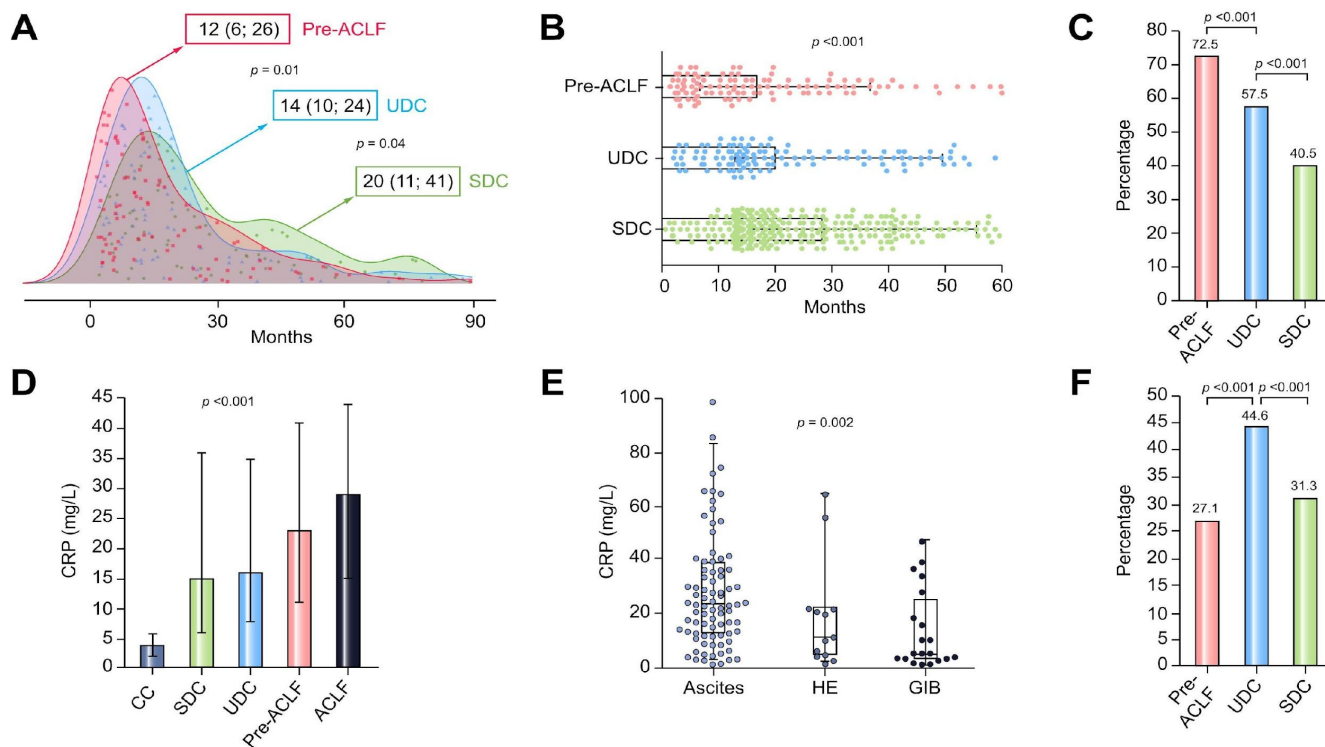 A
12 (6; 26) Pre-ACLF
p = 0.01
14 (10; 24) UDC
p = 0.04
20 (11; 41) SDC
0 30 60 90
Months
B
p <0.001
Pre-ACLF
UDC
SDC
0 10 20 30 40 50 60
Months
C
p <0.001
72.5
p <0.001
57.5
40.5
80
70
60
50
40
30
20
10
0
Percentage
Pre-ACLF UDC SDC
D
p <0.001
45
40
35
30
25
20
15
10
5
0
CRP (mg/L)
CC SDC UDC Pre-ACLF ACLF
E
p = 0.002
100
80
60
40
20
0
CRP (mg/L)
Ascites HE GIB
F
p <0.001 p <0.001
44.6
27.1
31.3
50
45
40
35
30
25
20
15
10
5
0
Percentage
Pre-ACLF UDC SDC